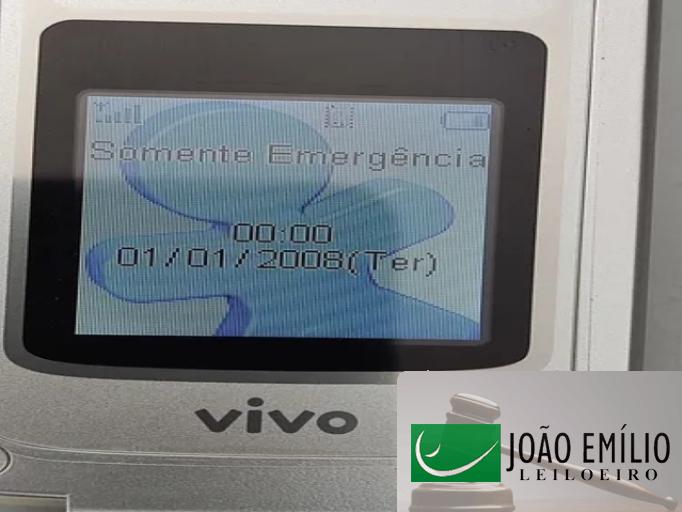 Somente Emergência
00:00
01/01/2008(Ter)
vivo
JOÃO EMÍLIO
LEILOEIRO